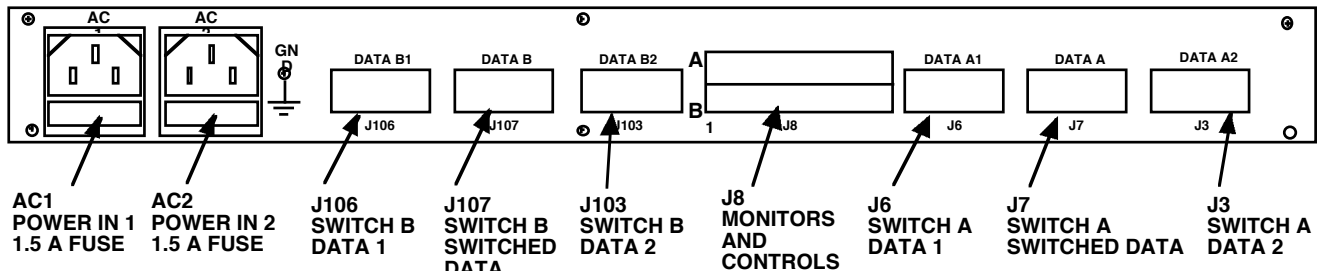 AC
AC
GN
D
DATA B1
DATA B
DATA B2
A
B
1
DATA A1
DATA A
DATA A2
J106
J107
J103
J8
J6
J7
J3
AC1
POWER IN 1
1.5 A FUSE
AC2
POWER IN 2
1.5 A FUSE
J106
SWITCH B
DATA 1
J107
SWITCH B
SWITCHED
DATA
J103
SWITCH B
DATA 2
J8
MONITORS
AND
CONTROLS
J6
SWITCH A
DATA 1
J7
SWITCH A
SWITCHED DATA
J3
SWITCH A
DATA 2